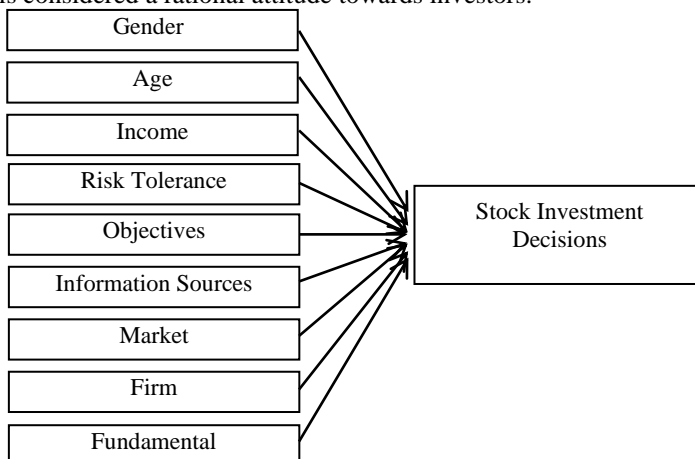 is considered a rational attitude towards investors.
Gender
Age
Income
Risk Tolerance
Objectives
Information Sources
Market
Firm
Fundamental
Stock Investment
Decisions